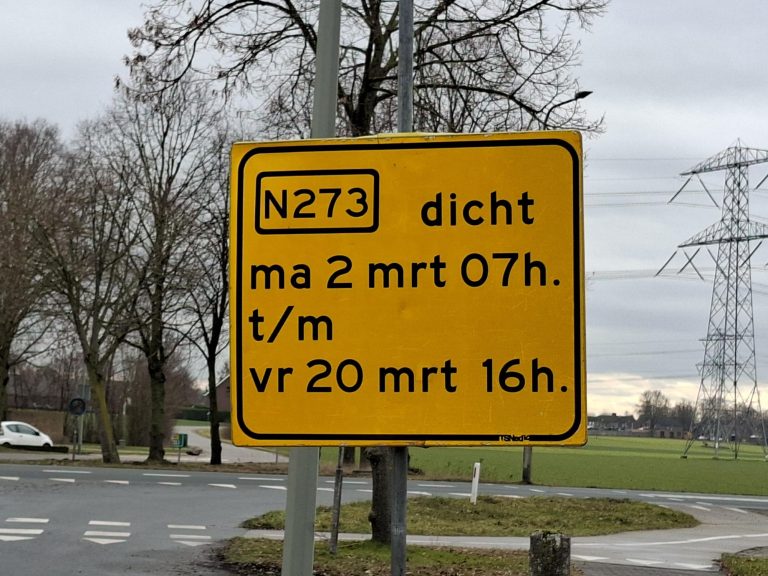 N273 dicht
ma 2 mrt 07h.
t/m
vr 20 mrt 16h.